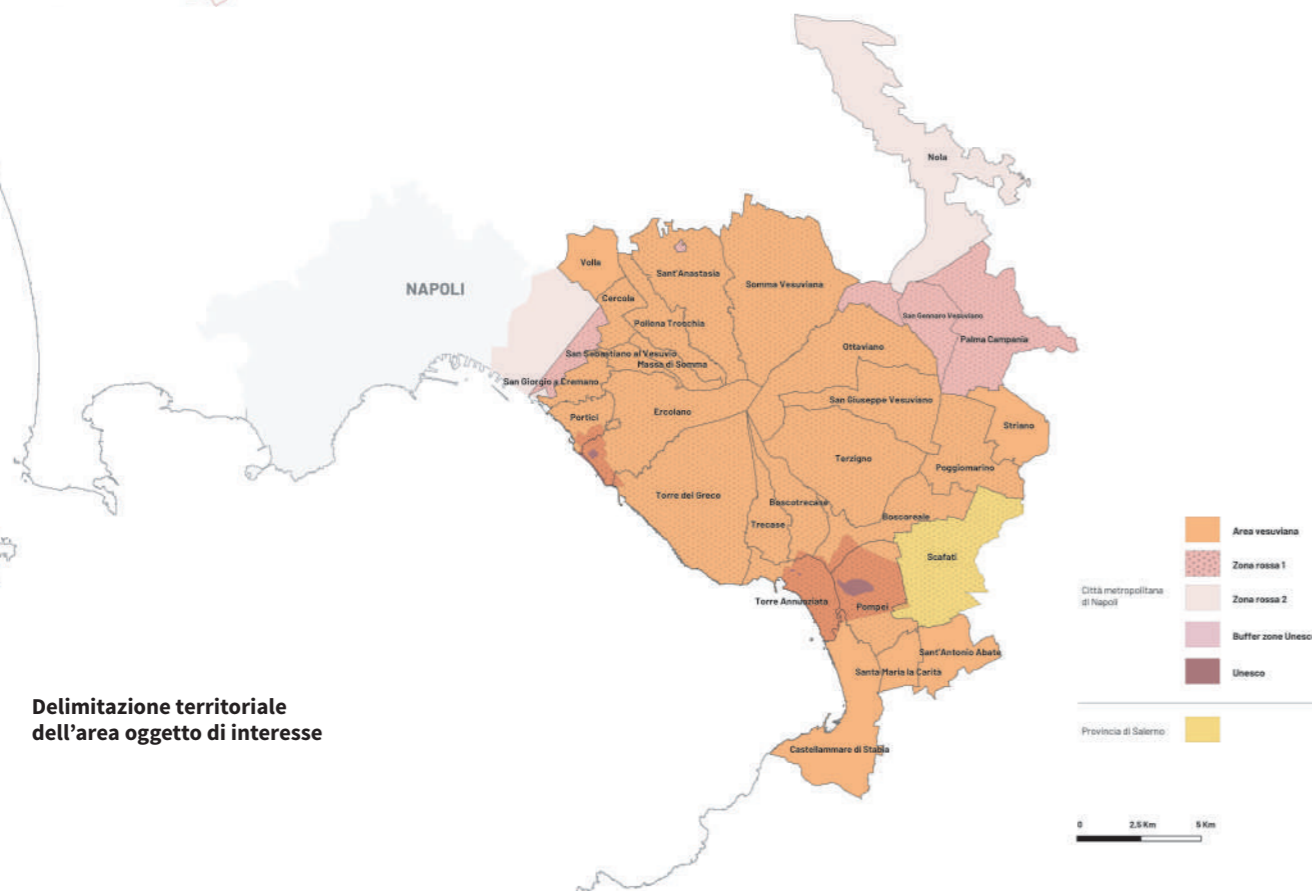 Nola
NAPOLI
Volla
Sant'Anastasia
Somma Vesuviana
Cercola
San Gennaro Vesuviano
Pollena Trocchia
Palma Campania
Ottaviano
San Sebastiano al Vesuvio
Massa di Somma
San Giorgio a Cremano
San Giuseppe Vesuviano
Portici
Ercolano
Striano
Terzigno
Poggiomarino
Torre del Greco
Boscotrecase
Boscoreale
Trecase
Scafati
Torre Annunziata
Pompei
Sant'Antonio Abate
Santa Maria la Carità
Castellammare di Stabia
Area vesuviana
Zona rossa 1
Città metropolitana
di Napoli
Zona rossa 2
Buffer zone Unesco
Unesco
Provincia di Salerno
Delimitazione territoriale
dell'area oggetto di interesse
0 2,5 Km 5 Km